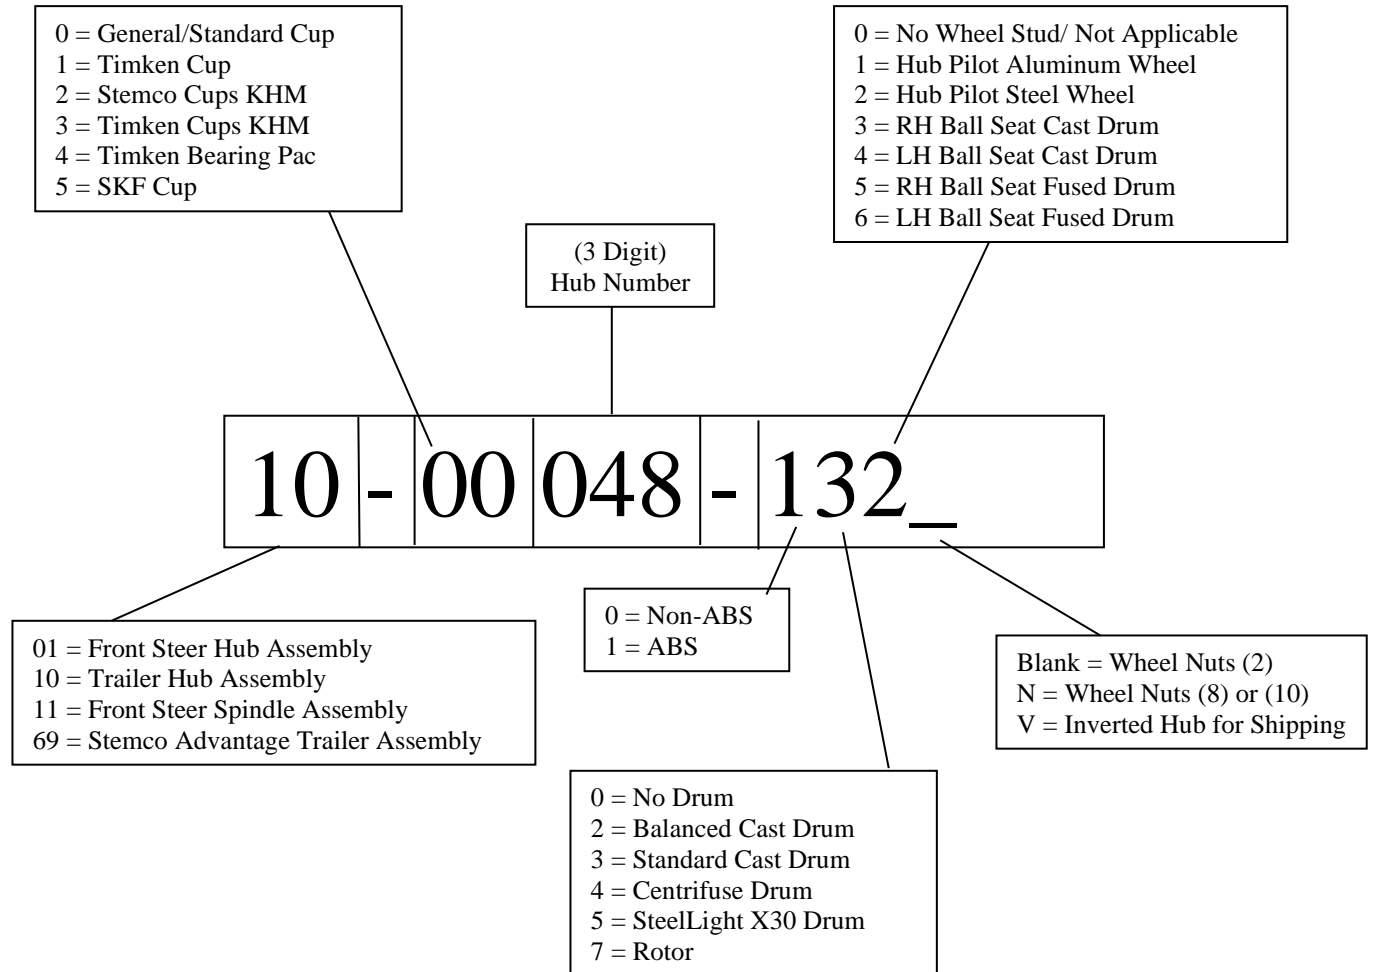 0 = General/Standard Cup
1 = Timken Cup
2 = Stemco Cups KHM
3 = Timken Cups KHM
4 = Timken Bearing Pac
5 = SKF Cup
0 = No Wheel Stud/ Not Applicable
1 = Hub Pilot Aluminum Wheel
2 = Hub Pilot Steel Wheel
3 = RH Ball Seat Cast Drum
4 = LH Ball Seat Cast Drum
5 = RH Ball Seat Fused Drum
6 = LH Ball Seat Fused Drum
(3 Digit)
Hub Number
10 - 00 048 - 132_
01 = Front Steer Hub Assembly
10 = Trailer Hub Assembly
11 = Front Steer Spindle Assembly
69 = Stemco Advantage Trailer Assembly
0 = Non-ABS
1 = ABS
Blank = Wheel Nuts (2)
N = Wheel Nuts (8) or (10)
V = Inverted Hub for Shipping
0 = No Drum
2 = Balanced Cast Drum
3 = Standard Cast Drum
4 = Centrifuse Drum
5 = SteelLight X30 Drum
7 = Rotor